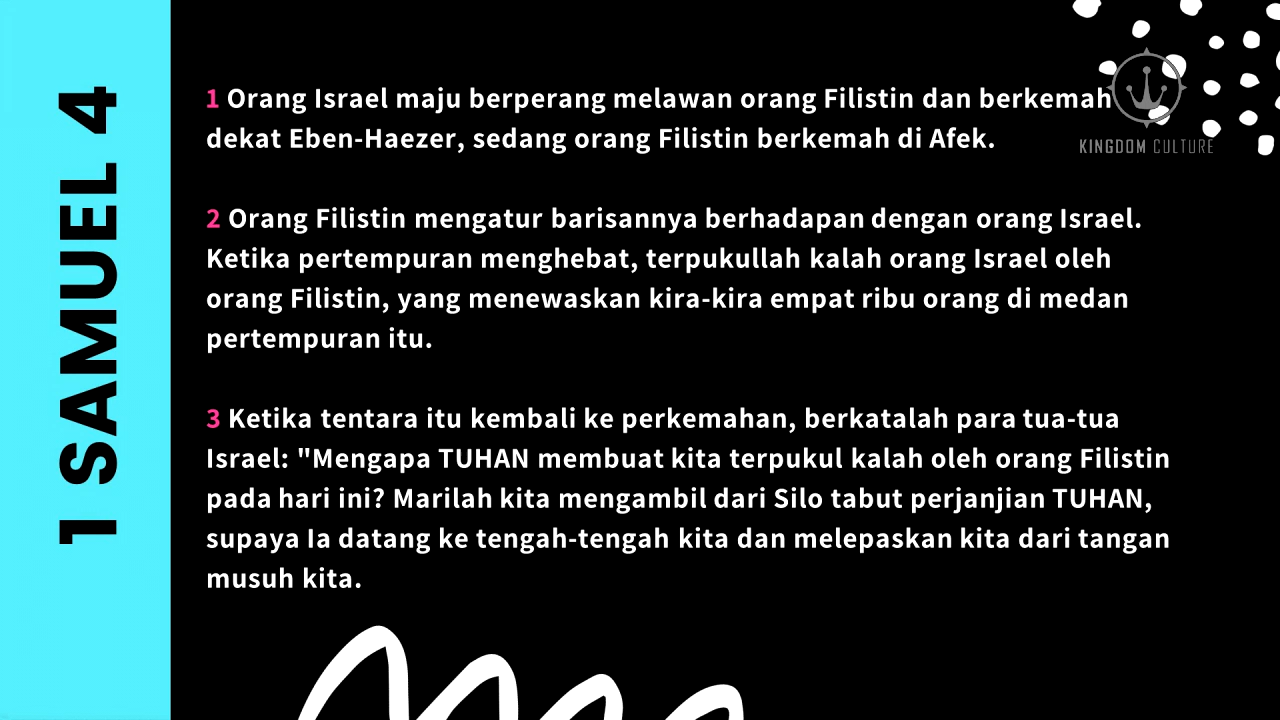 1 SAMUEL 4
1 Orang Israel maju berperang melawan orang Filistin dan berkemah
dekat Eben-Haezer, sedang orang Filistin berkemah di Afek.
2 Orang Filistin mengatur barisannya berhadapan dengan orang Israel.
Ketika pertempuran menghebat, terpukullah kalah orang Israel oleh
orang Filistin, yang menewaskan kira-kira empat ribu orang di medan
pertempuran itu.
3 Ketika tentara itu kembali ke perkemahan, berkatalah para tua-tua
Israel: "Mengapa TUHAN membuat kita terpukul kalah oleh orang Filistin
pada hari ini? Marilah kita mengambil dari Silo tabut perjanjian TUHAN,
supaya Ia datang ke tengah-tengah kita dan melepaskan kita dari tangan
musuh kita.
KINGDOM CULTURE